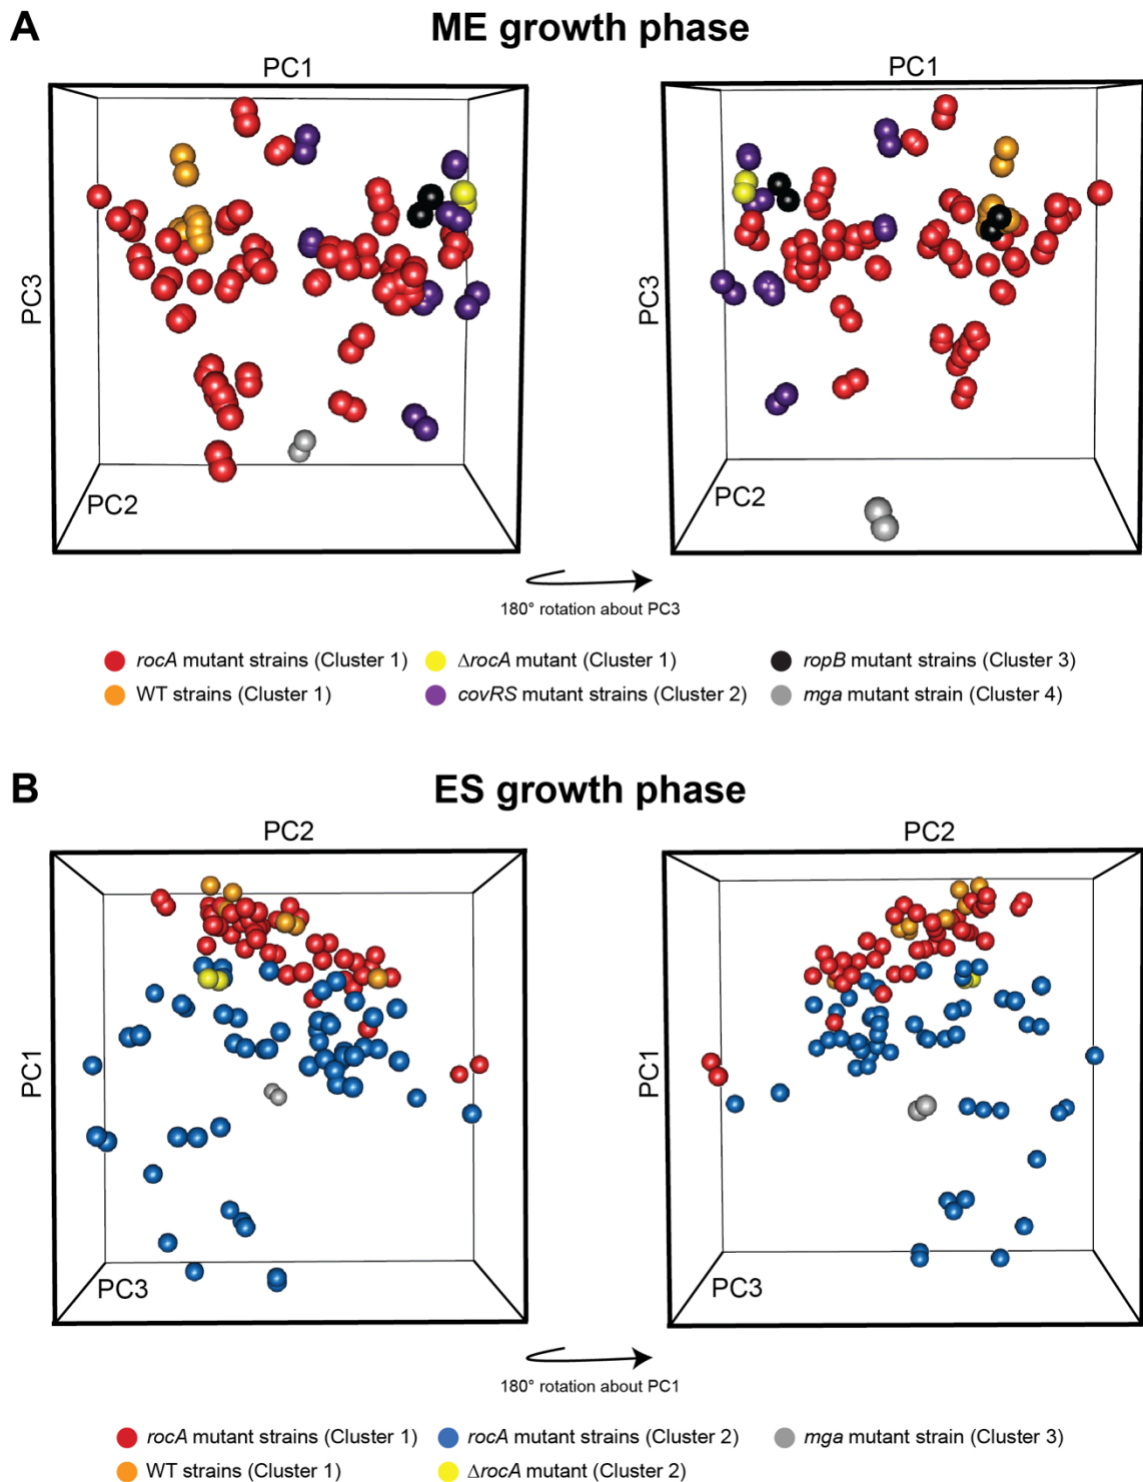 A
ME growth phase
PC1
PC1
PC3
PC3
PC2
PC2
180° rotation about PC3
rocA mutant strains (Cluster 1)
ΔrocA mutant (Cluster 1)
ropB mutant strains (Cluster 3)
WT strains (Cluster 1)
covRS mutant strains (Cluster 2)
mga mutant strain (Cluster 4)
B
ES growth phase
PC2
PC2
PC1
PC1
PC3
PC3
180° rotation about PC1
rocA mutant strains (Cluster 1)
rocA mutant strains (Cluster 2)
mga mutant strain (Cluster 3)
WT strains (Cluster 1)
ΔrocA mutant (Cluster 2)